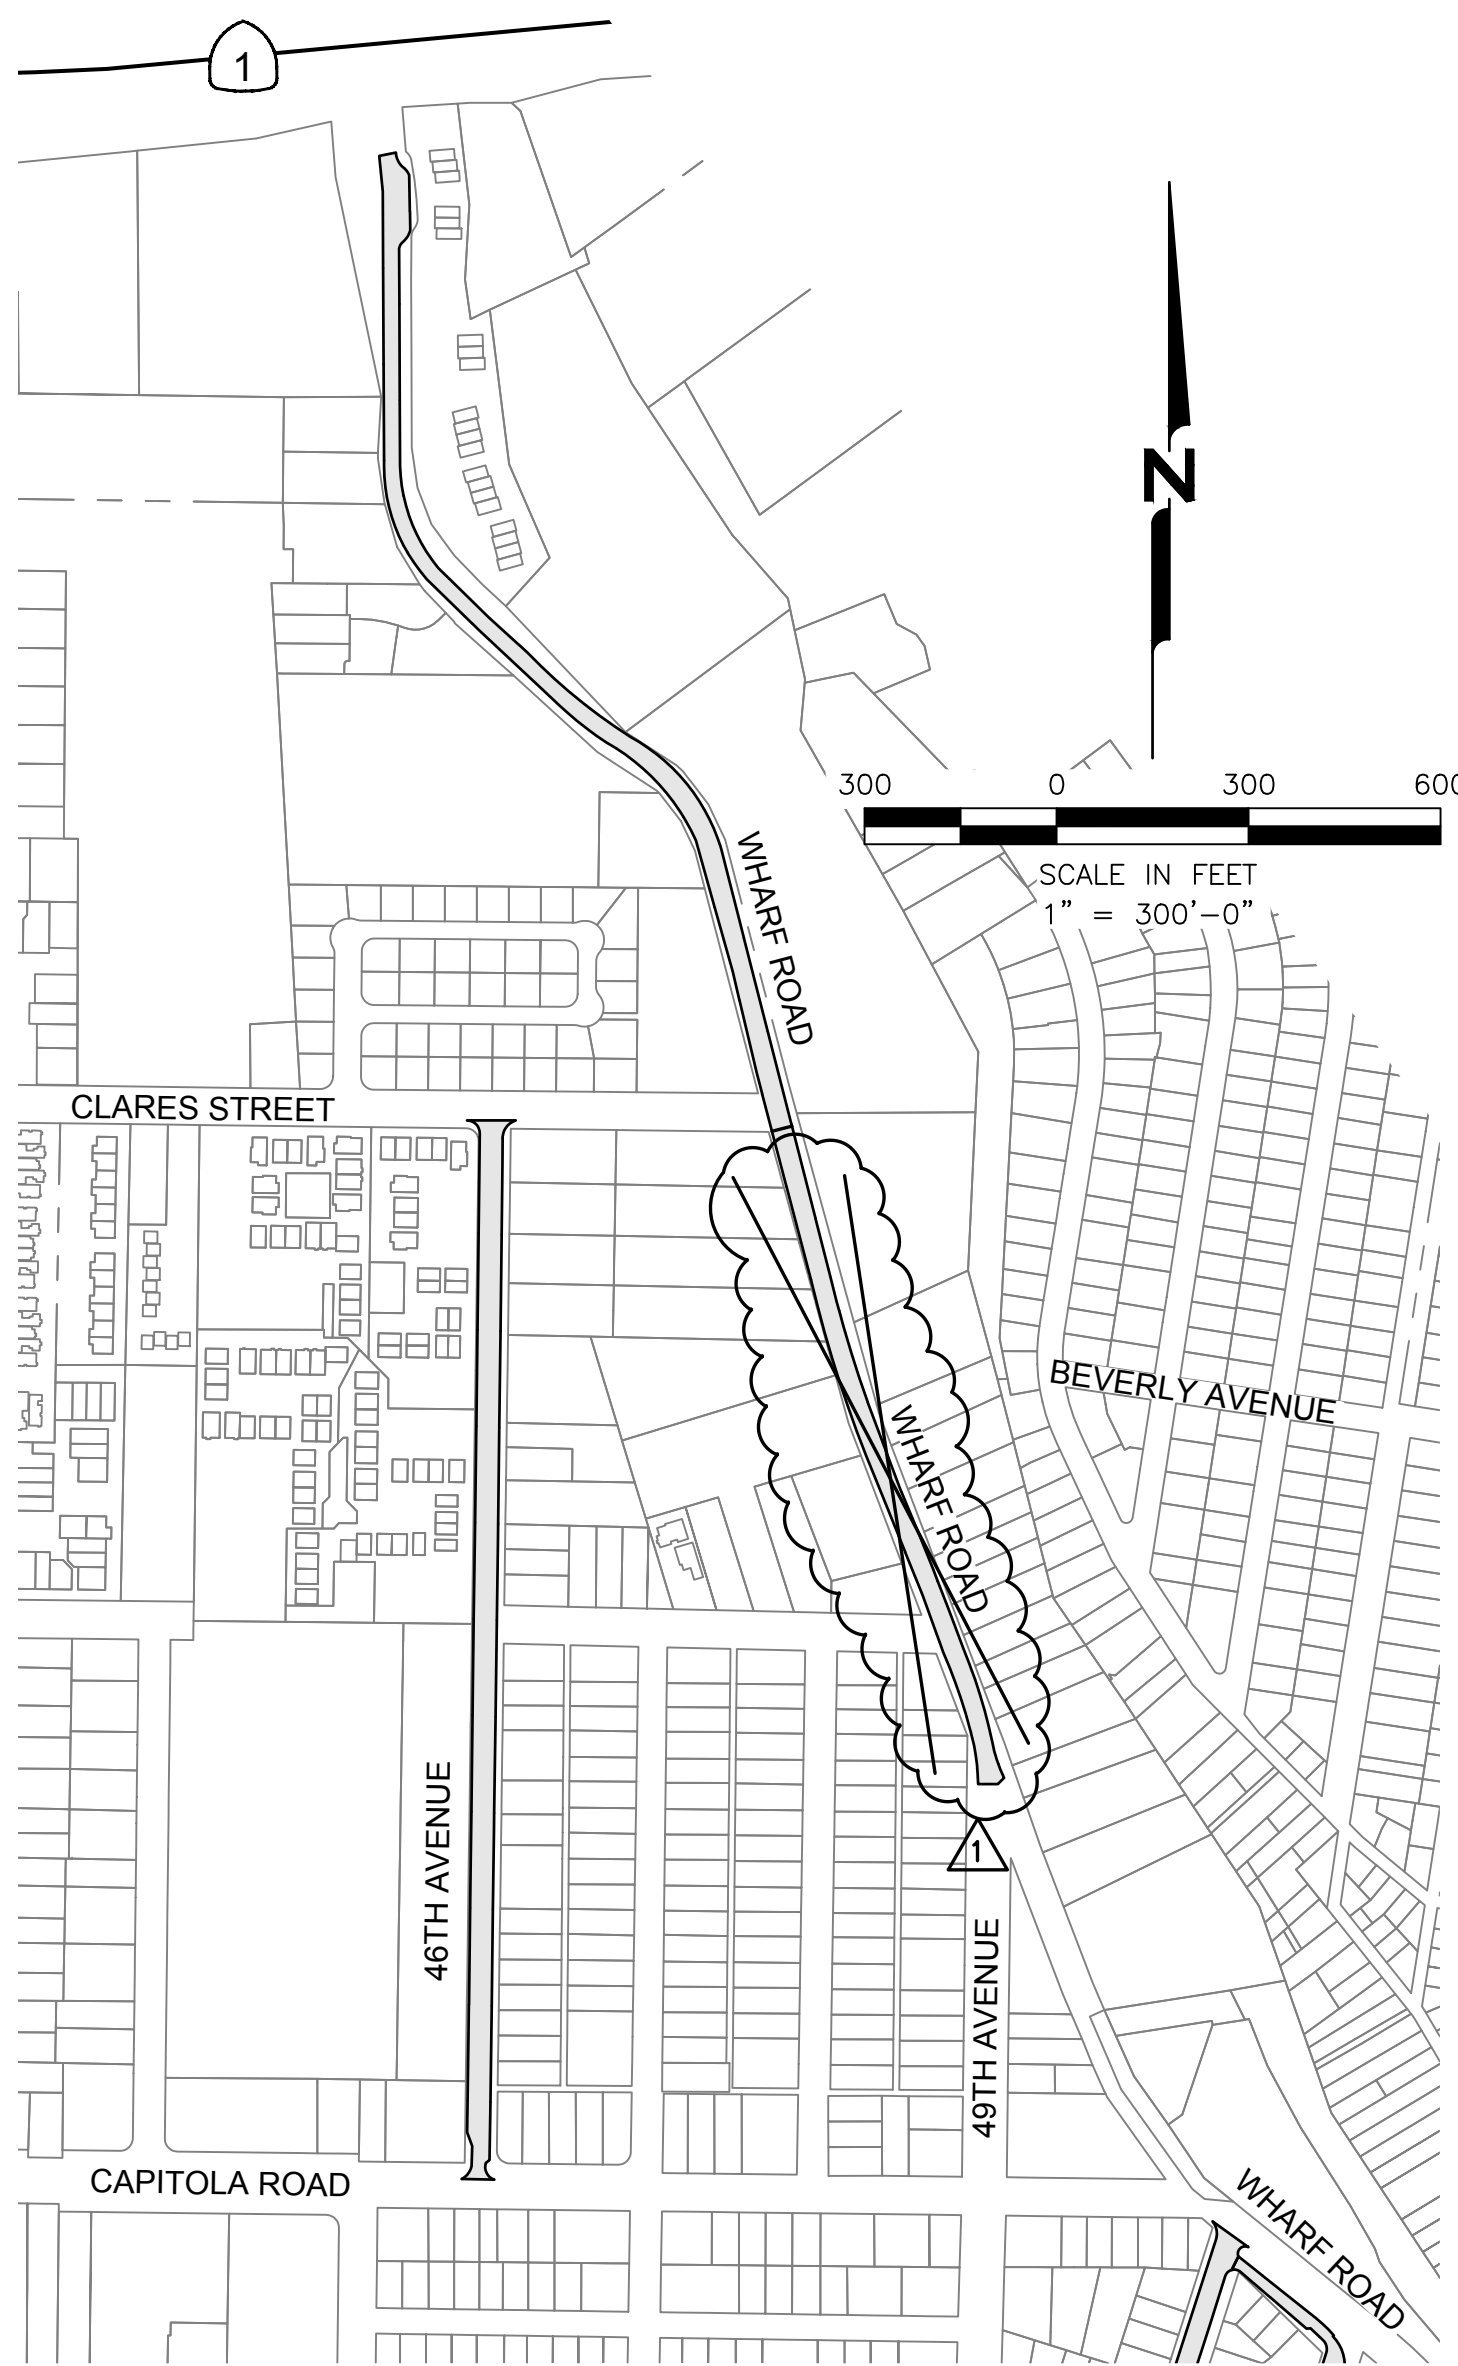 1
N
300 0 300 600
SCALE IN FEET
1" = 300'-0"
WHARF ROAD
CLARES STREET
BEVERLY AVENUE
WHARF ROAD
46TH AVENUE
1
49TH AVENUE
CAPITOLA ROAD
WHARF ROAD